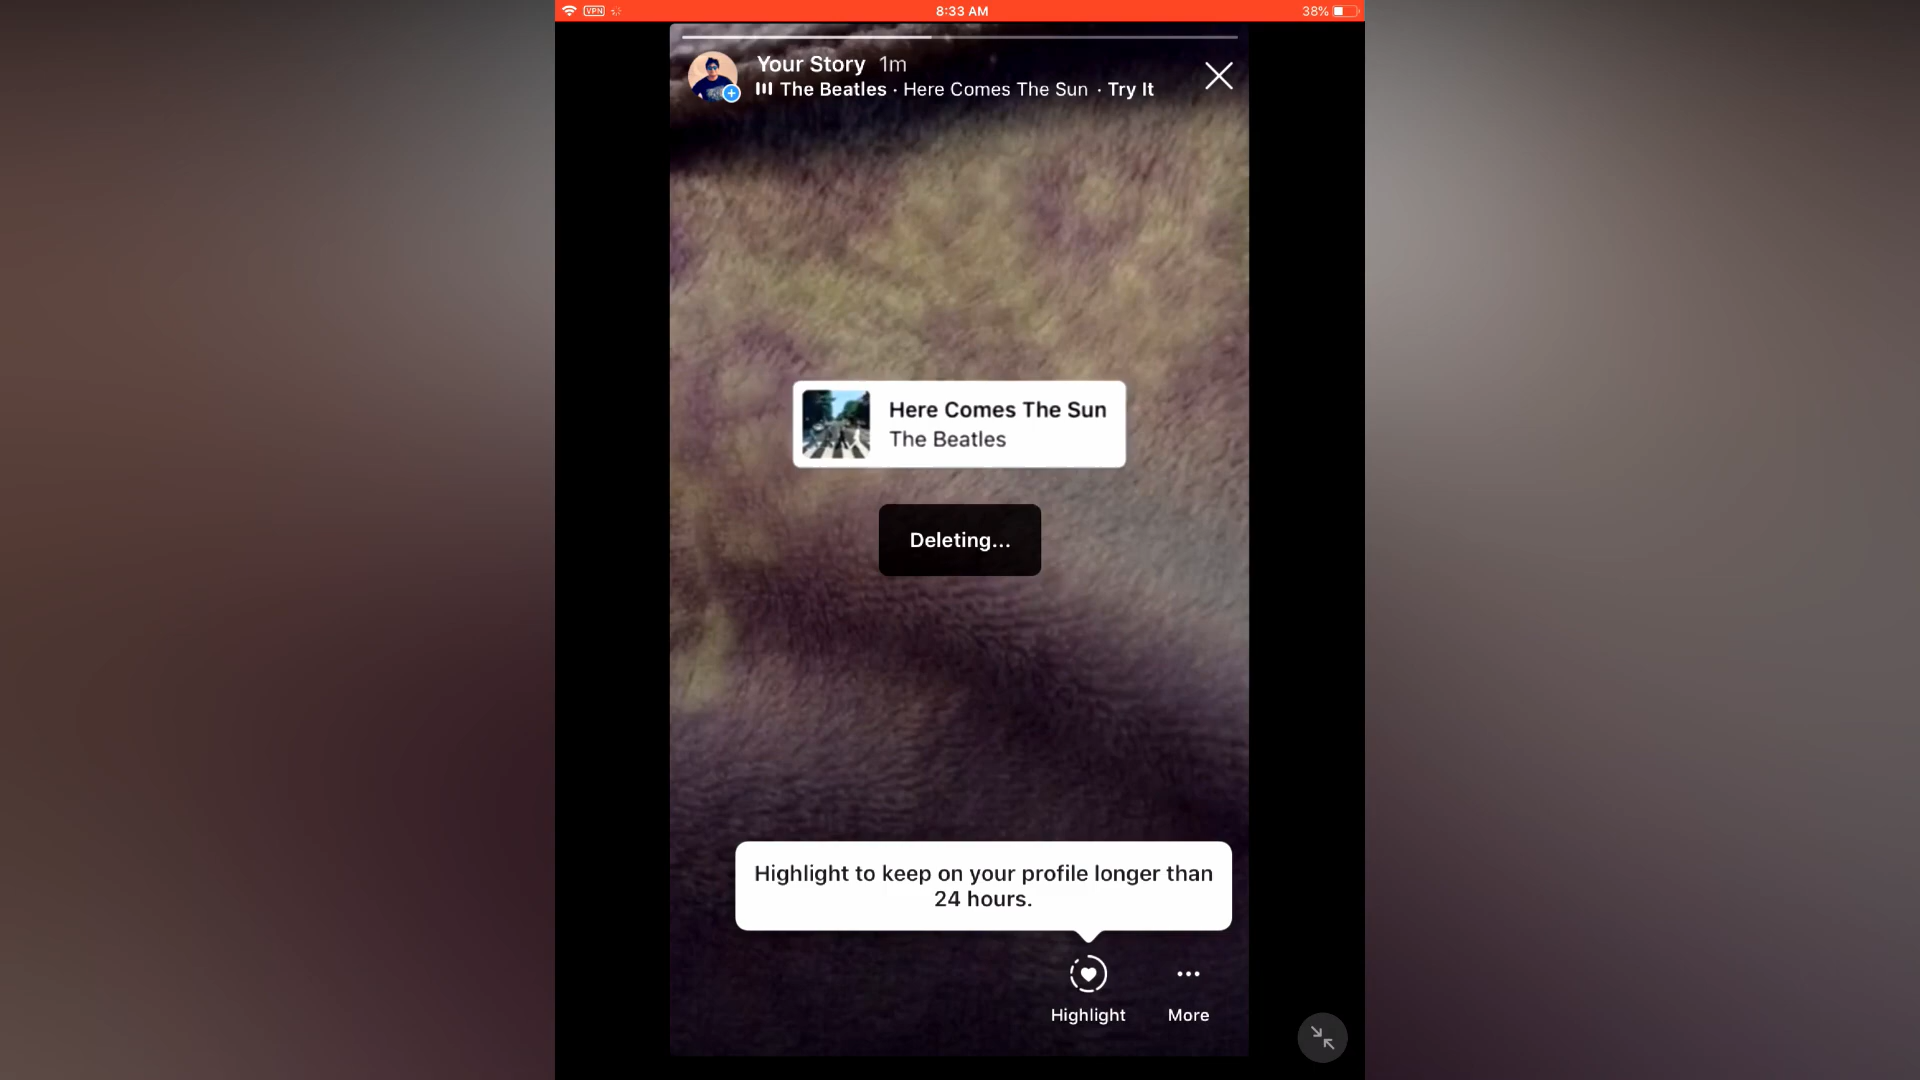 VPN
8:33 AM
38%
Your Story 1m
The Beatles · Here Comes The Sun · Try It
Here Comes The Sun
The Beatles
Deleting...
Highlight to keep on your profile longer than
24 hours.
Highlight
More